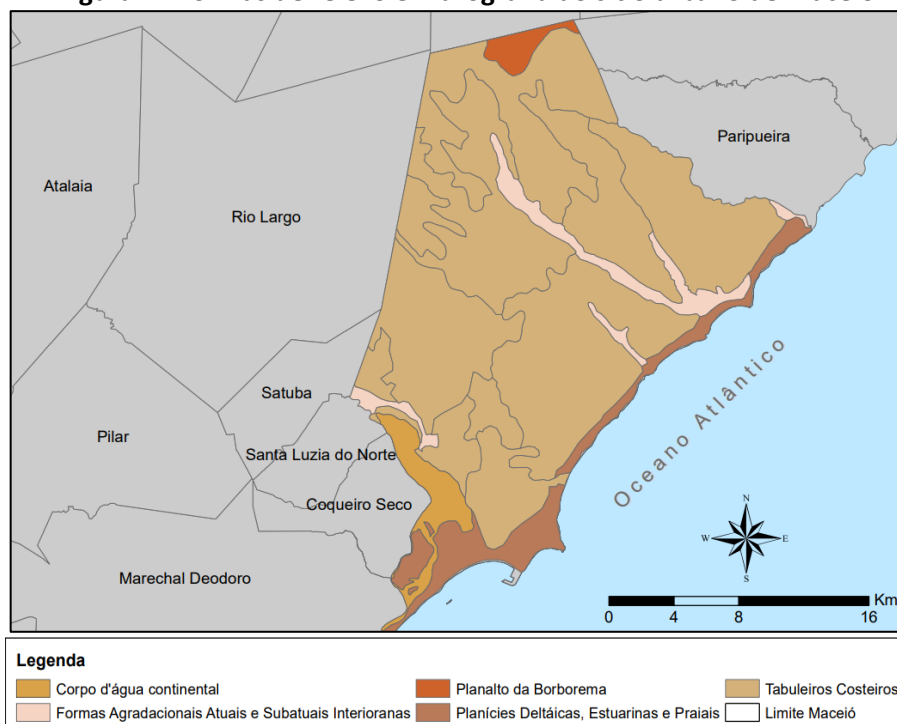 Paripueira
Atalaia
Rio Largo
Oceano Atlântico
Satuba
Pilar
Santa Luzia do Norte
Coqueiro Seco
Marechal Deodoro
N
W
E
S
Km
0 4 8 16
Legenda
Corpo d'água continental
Planalto da Borborema
Tabuleiros Costeiros
Formas Agradacionais Atuais e Subatuais Interioranas
Planícies Deltáicas, Estuarinas e Praiais
Limite Maceió